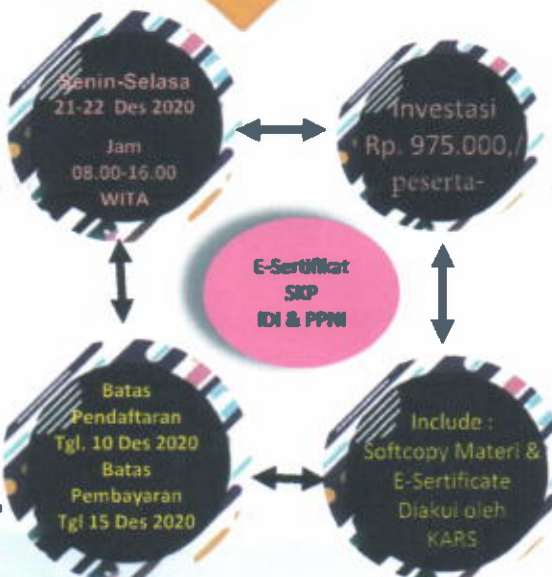 Senin-Selasa
21-22 Des 2020
Jam
08.00-16.00
WITA
Investasi
Rp. 975.000,/
peserta-
E-Sertifikat
SKP
IDI & PPNI
Batas
Pendaftaran
Tgl, 10 Des 2020
Batas
Pembayaran
Tgl 15 Des 2020
Include :
Softcopy Materi &
E-Sertificate
Diakui oleh
KARS